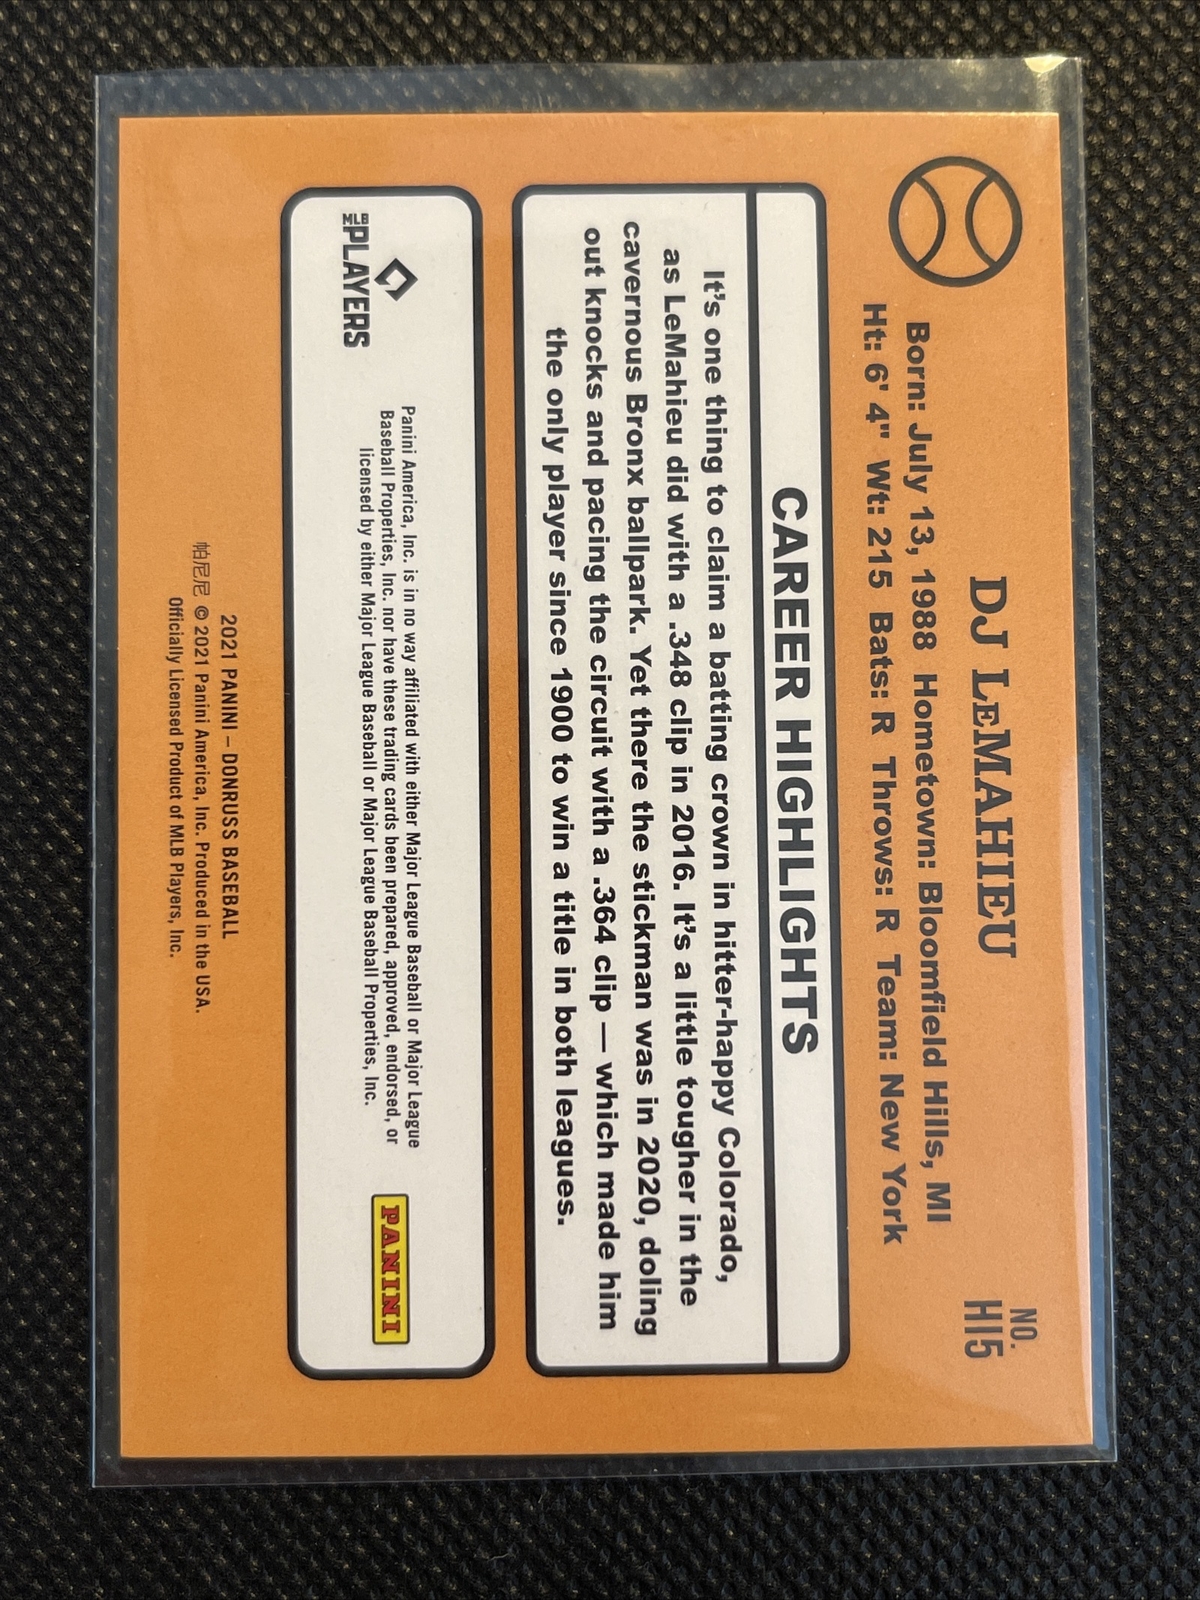 DJ LEMAHIEU
NO.
HI5
Born: July 13, 1988 Hometown: Bloomfield Hills, MI
Ht: 6' 4" Wt: 215 Bats: R Throws: R Team: New York
CAREER HIGHLIGHTS
It's one thing to claim a batting crown in hitter-happy Colorado,
as LeMahieu did with a .348 clip in 2016. It's a little tougher in the
cavernous Bronx ballpark. Yet there the stickman was in 2020, doling
out knocks and pacing the circuit with a .364 clip — which made him
the only player since 1900 to win a title in both leagues.
MLB PLAYERS
Panini America, Inc. is in no way affiliated with either Major League Baseball or Major League
Baseball Properties, Inc. nor have these trading cards been prepared, approved, endorsed, or
licensed by either Major League Baseball or Major League Baseball Properties, Inc.
PANINI
2021 PANINI – DONRUSS BASEBALL
帕尼尼 © 2021 Panini America, Inc. Produced in the USA.
Officially Licensed Product of MLB Players, Inc.